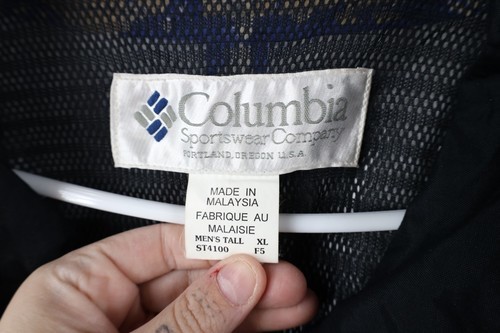 Columbia
Sportswear Company
PORTLAND, OREGON U.S.A.
MADE IN
MALAYSIA
FABRIQUE AU
MALAISIE
MEN'S TALL XL
ST4100 F5